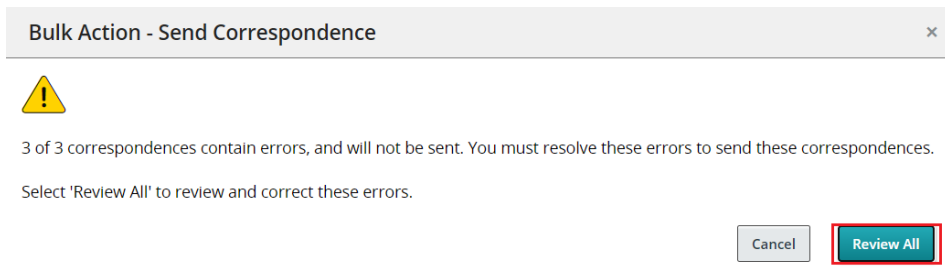 Bulk Action - Send Correspondence
×
!
3 of 3 correspondences contain errors, and will not be sent. You must resolve these errors to send these correspondences.
Select 'Review All' to review and correct these errors.
Cancel Review All